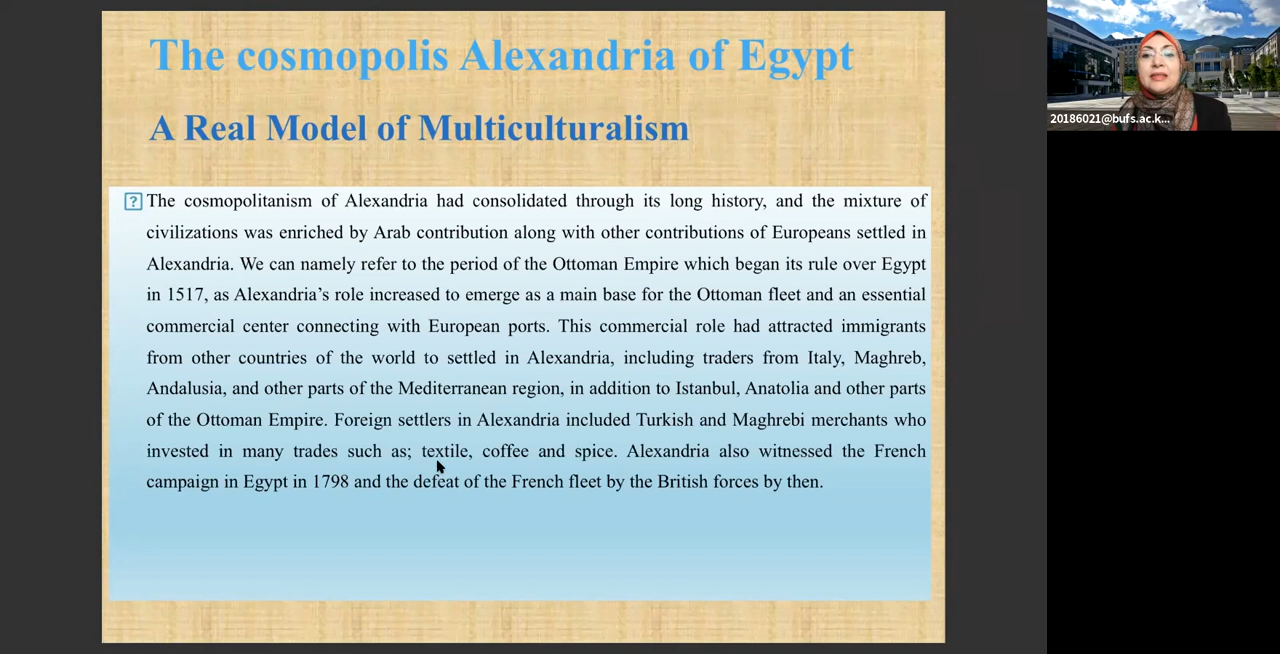 The cosmopolis Alexandria of Egypt
A Real Model of Multiculturalism
The cosmopolitanism of Alexandria had consolidated through its long history, and the mixture of
civilizations was enriched by Arab contribution along with other contributions of Europeans settled in
Alexandria. We can namely refer to the period of the Ottoman Empire which began its rule over Egypt
in 1517, as Alexandria’s role increased to emerge as a main base for the Ottoman fleet and an essential
commercial center connecting with European ports. This commercial role had attracted immigrants
from other countries of the world to settled in Alexandria, including traders from Italy, Maghreb,
Andalusia, and other parts of the Mediterranean region, in addition to Istanbul, Anatolia and other parts
of the Ottoman Empire. Foreign settlers in Alexandria included Turkish and Maghrebi merchants who
invested in many trades such as; textile, coffee and spice. Alexandria also witnessed the French
campaign in Egypt in 1798 and the defeat of the French fleet by the British forces by then.
20186021@bufs.ac.k...